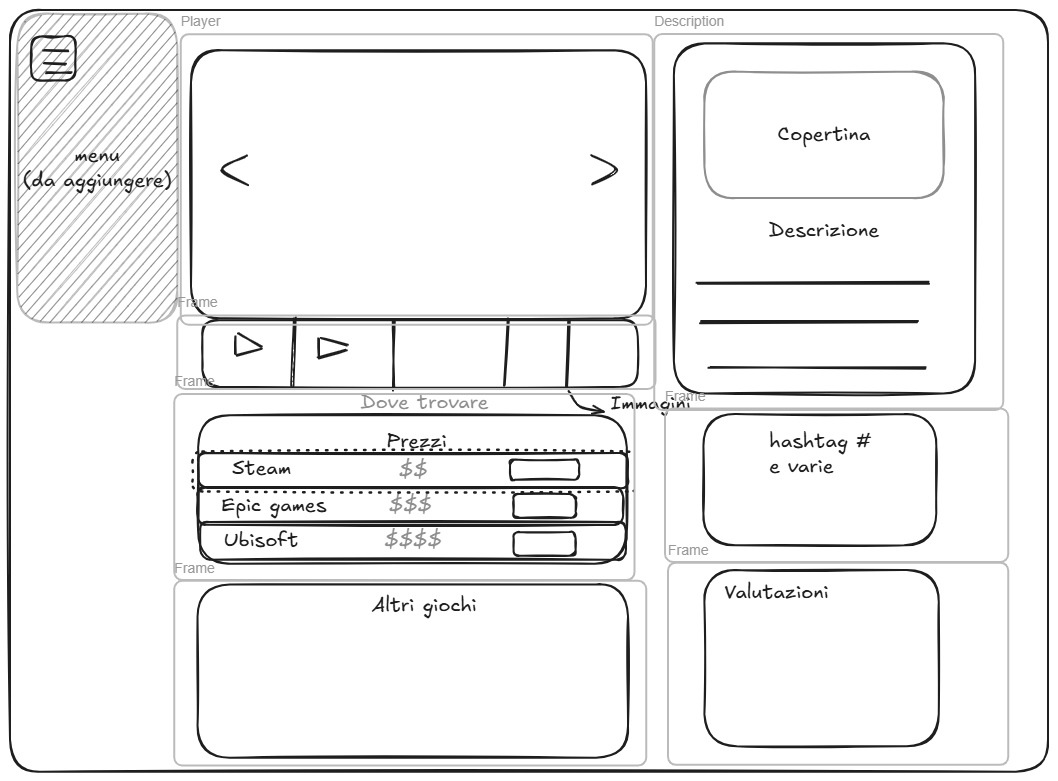 Player
Description
menu
(da aggiungere)
Copertina
Descrizione
Frame
Frame
Dove trovare
Immagini
Frame
Prezzi
hashtag #
e varie
Steam $$
Epic games $$$
Ubisoft $$$$
Frame
Frame
Valutazioni
Altri giochi